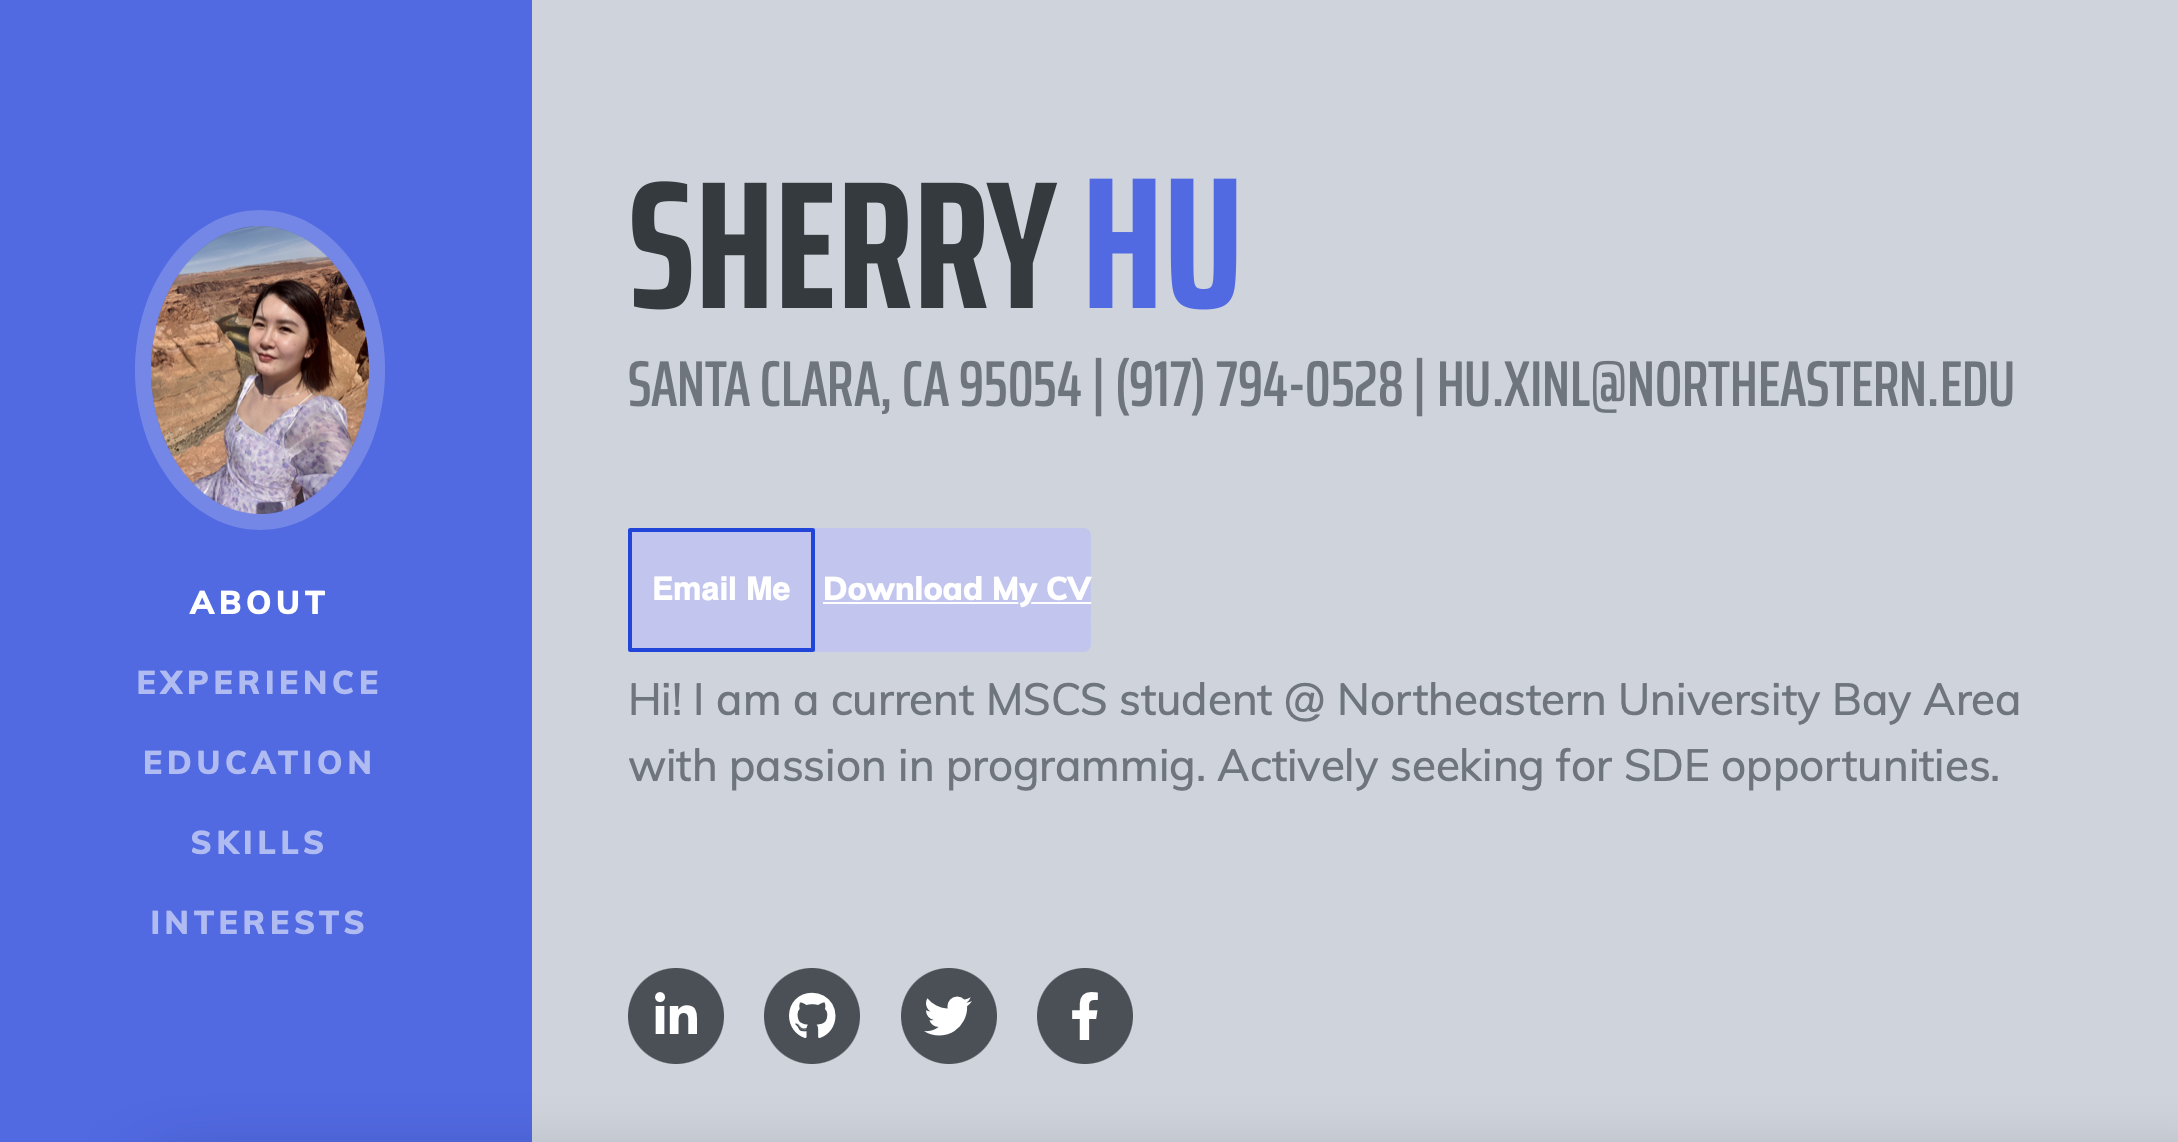 ABOUT
EXPERIENCE
EDUCATION
SKILLS
INTERESTS
SHERRY HU
SANTA CLARA, CA 95054 | (917) 794-0528 | HU.XINL@NORTHEASTERN.EDU
Email Me Download My CV
Hi! I am a current MSCS student @ Northeastern University Bay Area
with passion in programmig. Actively seeking for SDE opportunities.
in